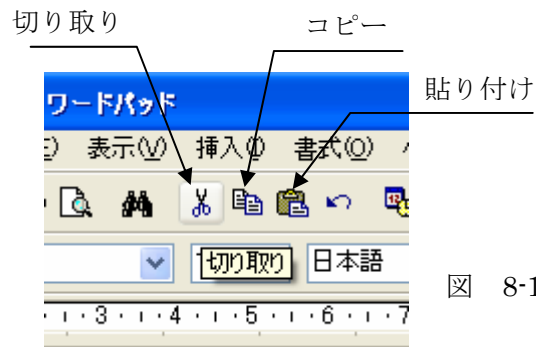 切り取り
コピー
貼り付け
ワードパッド
表示(V) 挿入(I) 書式(O)
切り取り 日本語
3 4 5 6 7
図 8-1